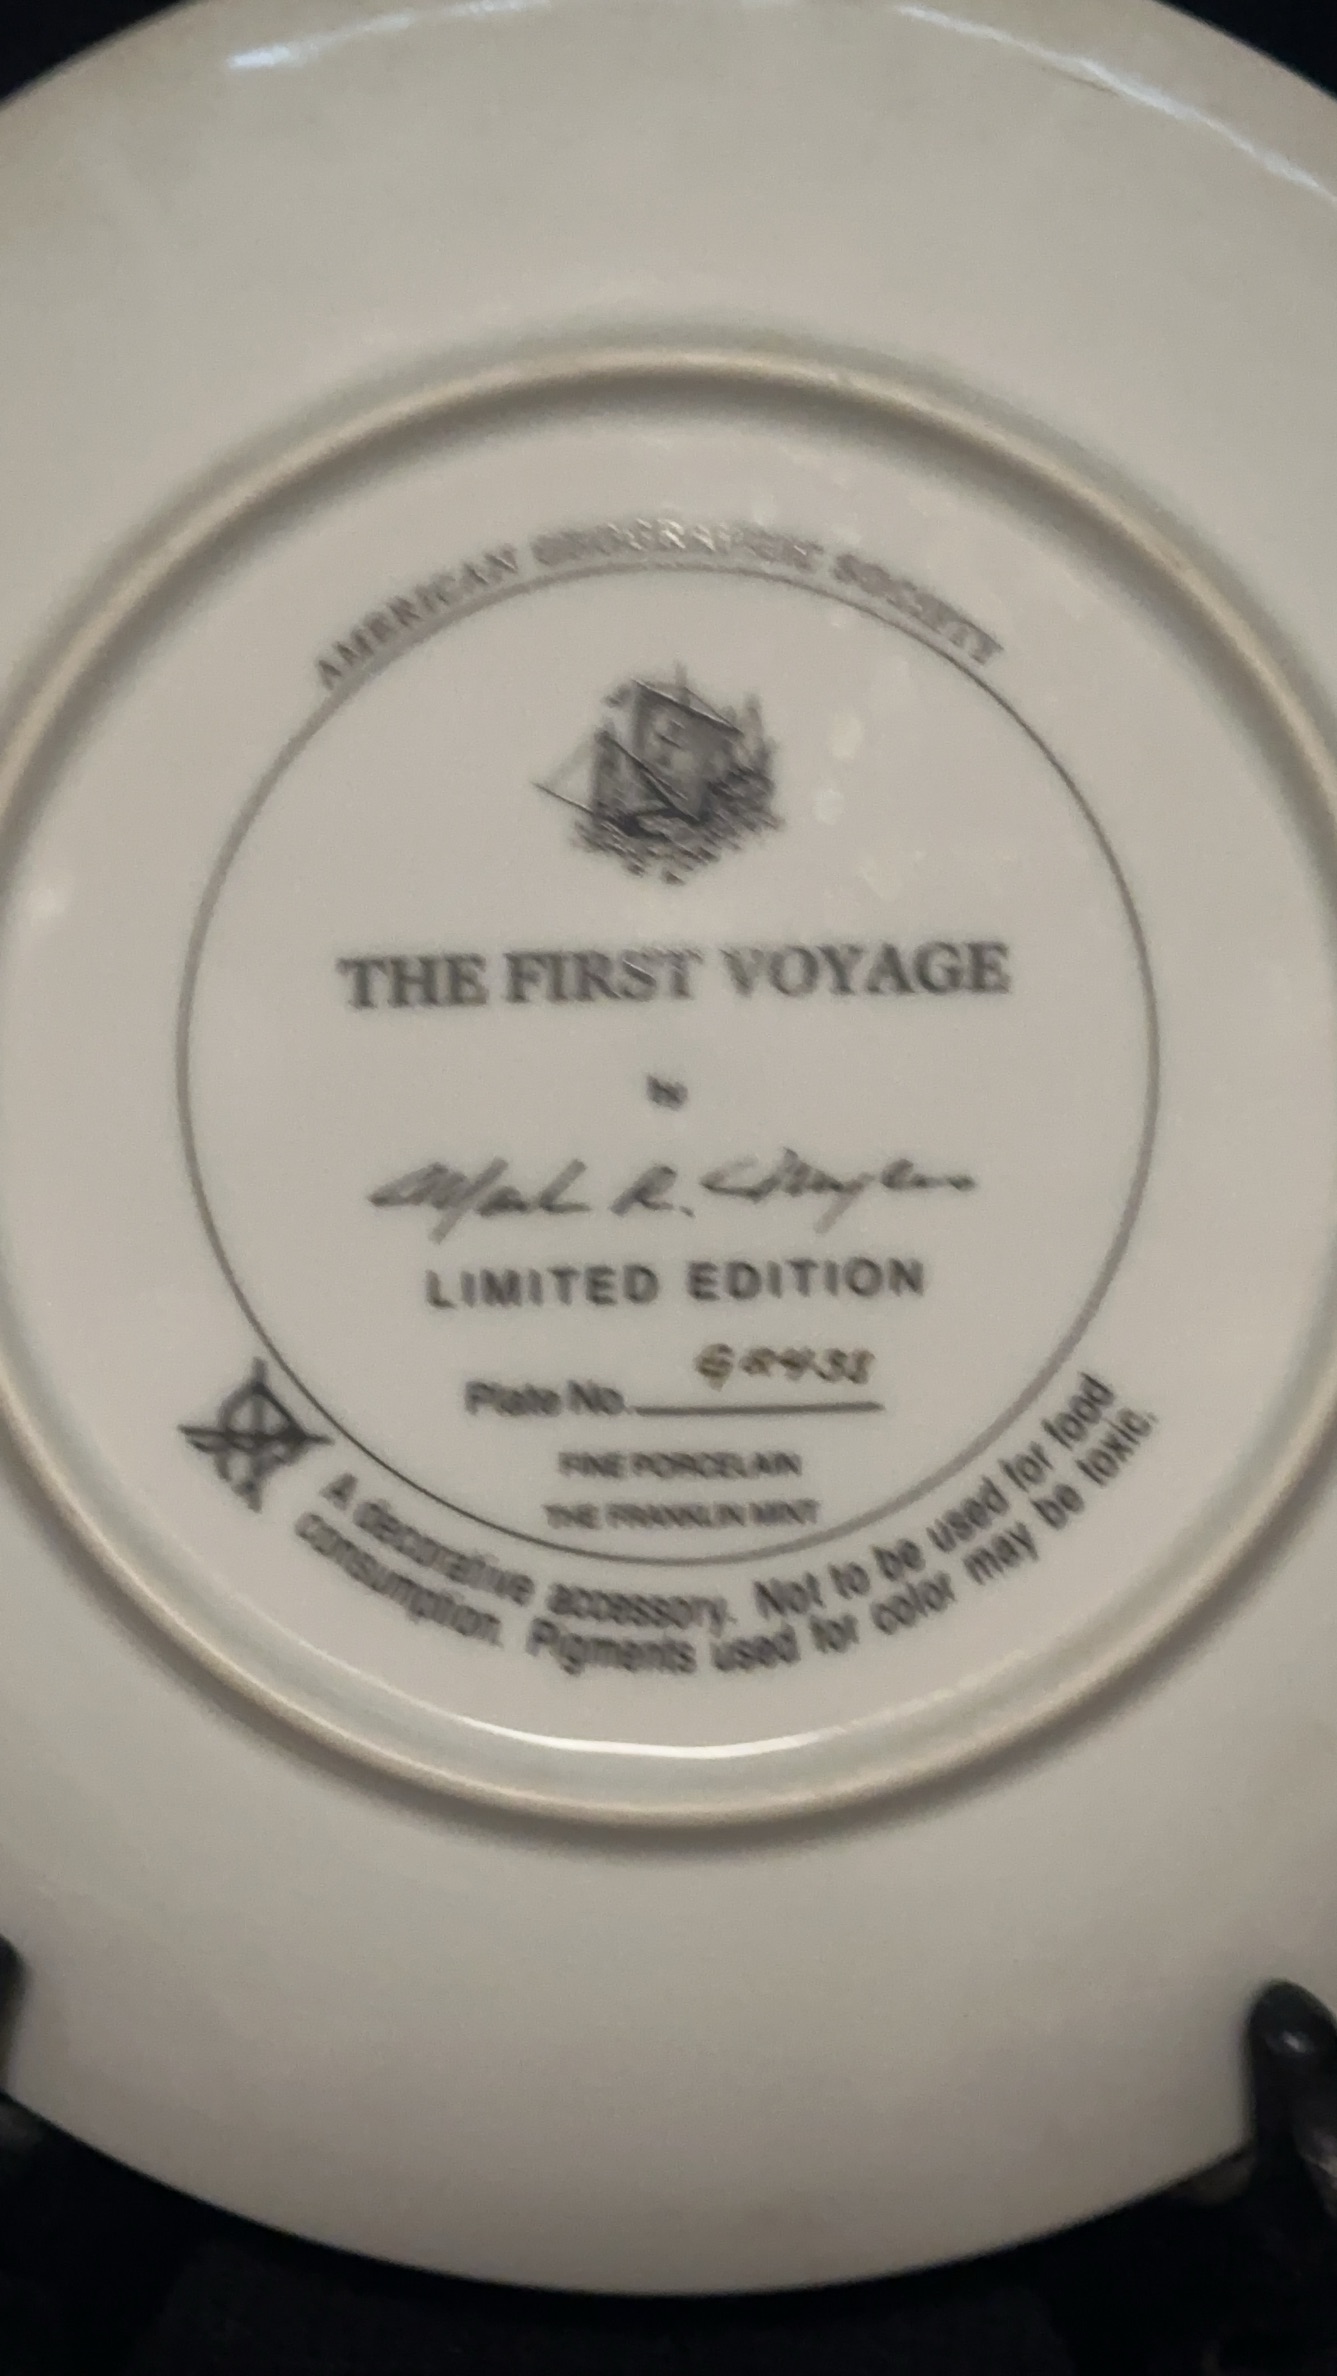 AMERICAN GEOGRAPHIC SOCIETY
THE FIRST VOYAGE
by
Mark R.
LIMITED EDITION
Plate No.
FINE PORCELAIN
THE FRANKLIN MINT
A decorative accessory. Not to be used for food
consumption. Pigments used for color may be toxic.